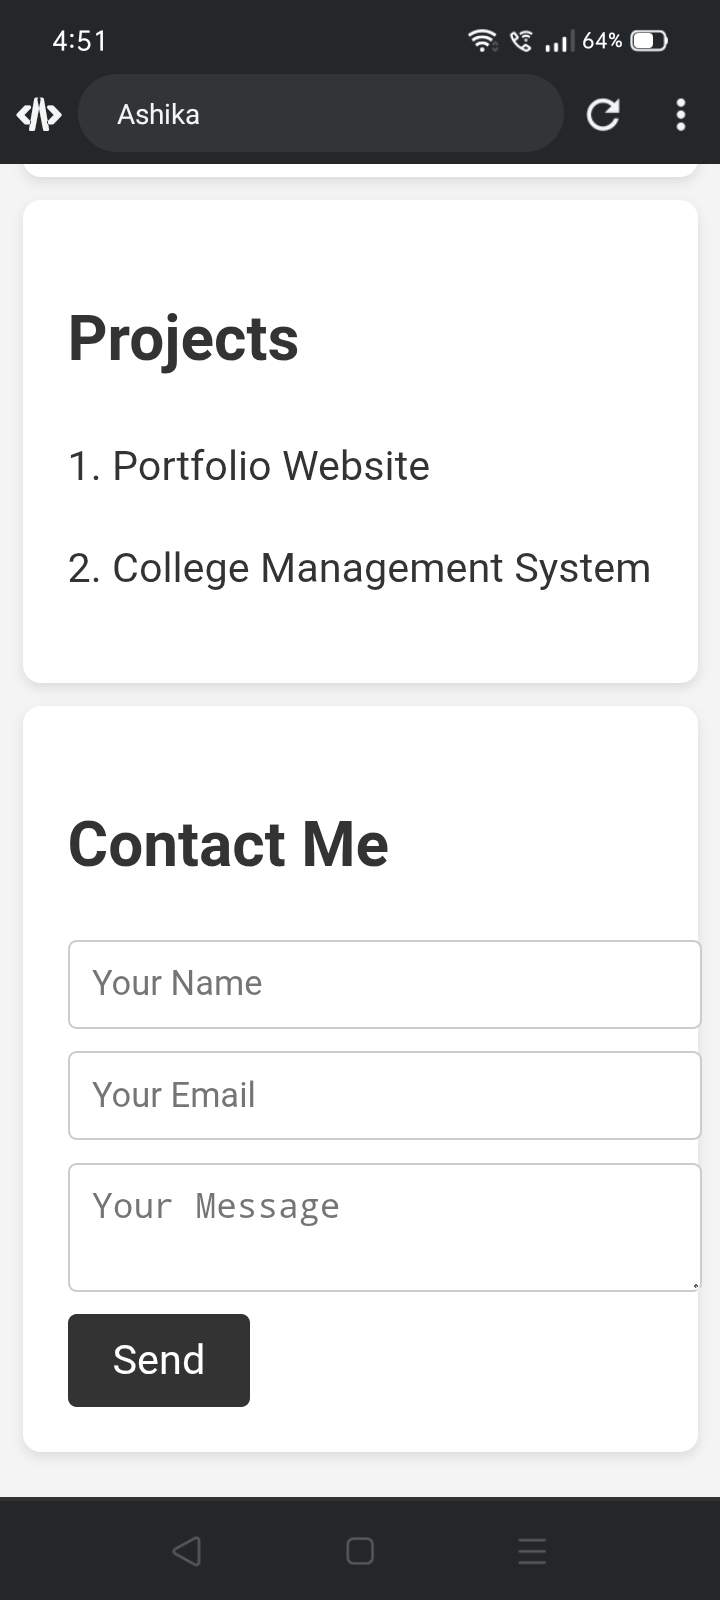 4:51
64%
Ashika
Projects
1. Portfolio Website
2. College Management System
Contact Me
Your Name
Your Email
Your Message
Send